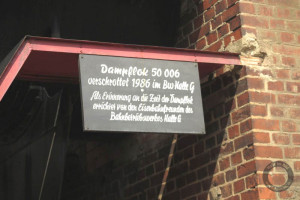 Dampflok 50 006
verschrottet 1986 im Bw Halle G
Als Erinnerung an die Zeit der Dampflok
errichtet von den Eisenbahnfreunden des
Bahnbetriebswerkes Halle G